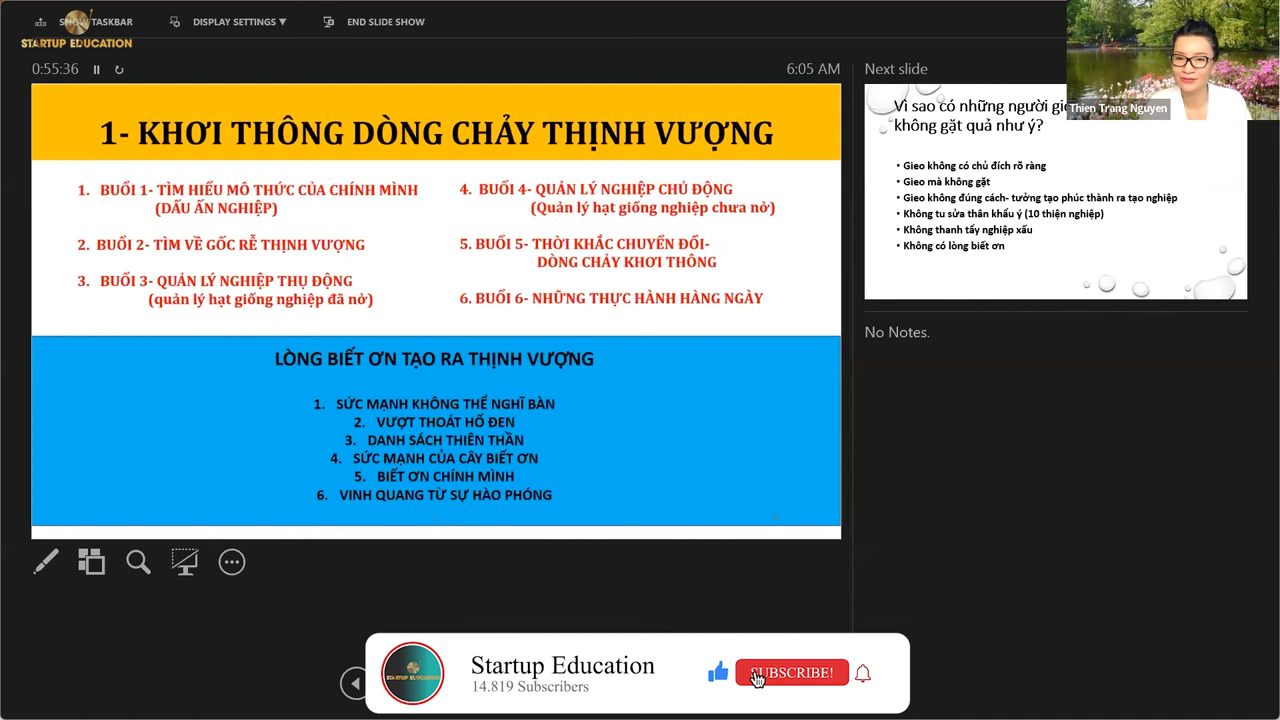 SHOW TASKBAR
DISPLAY SETTINGS ▼
END SLIDE SHOW
STARTUP EDUCATION
0:55:36
6:05 AM
1- KHƠI THÔNG DÒNG CHẢY THỊNH VƯỢNG
1. BUỔI 1- TÌM HIỂU MÔ THỨC CỦA CHÍNH MÌNH
(DẤU ẤN NGHIỆP)
2. BUỔI 2- TÌM VỀ GỐC RỄ THỊNH VƯỢNG
3. BUỔI 3- QUẢN LÝ NGHIỆP THỤ ĐỘNG
(quản lý hạt giống nghiệp đã nở)
4. BUỔI 4- QUẢN LÝ NGHIỆP CHỦ ĐỘNG
(Quản lý hạt giống nghiệp chưa nở)
5. BUỔI 5- THỜI KHẮC CHUYỂN ĐỔI-
DÒNG CHẢY KHƠI THÔNG
6. BUỔI 6- NHỮNG THỰC HÀNH HÀNG NGÀY
LÒNG BIẾT ƠN TẠO RA THỊNH VƯỢNG
1. SỨC MẠNH KHÔNG THỂ NGHĨ BÀN
2. VƯỢT THOÁT HỐ ĐEN
3. DANH SÁCH THIÊN THẦN
4. SỨC MẠNH CỦA CÂY BIẾT ƠN
5. BIẾT ƠN CHÍNH MÌNH
6. VINH QUANG TỪ SỰ HÀO PHÓNG
Next slide
Vì sao có những người
không gặt quả như ý?
• Gieo không có chủ đích rõ ràng
• Gieo mà không gặt
• Gieo không đúng cách- tưởng tạo phúc thành ra tạo nghiệp
• Không tu sửa thân khẩu ý (10 thiện nghiệp)
• Không thanh tẩy nghiệp xấu
• Không có lòng biết ơn
Thien Trang Nguyen
No Notes.
STARTUP EDUCATION
Startup Education
14.819 Subscribers
SUBSCRIBE!